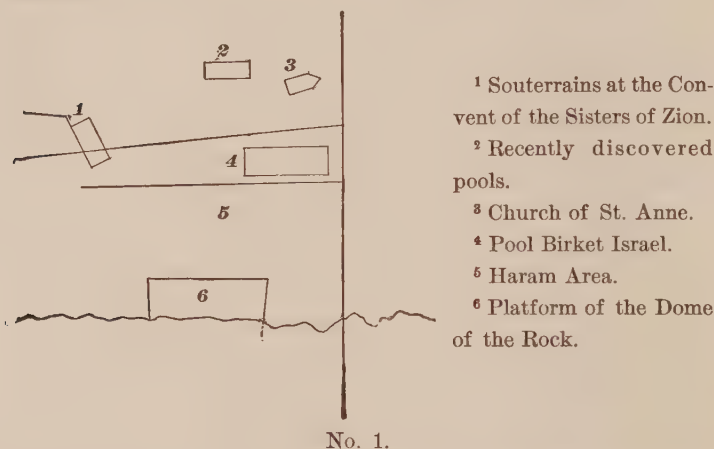 1
2
3
4
5
6
¹ Souterrains at the Con-
vent of the Sisters of Zion.
² Recently discovered
pools.
³ Church of St. Anne.
⁴ Pool Birket Israel.
⁵ Haram Area.
⁶ Platform of the Dome
of the Rock.
No. 1.